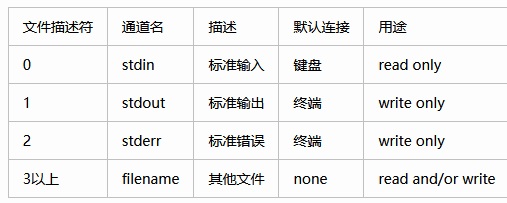 文件描述符 通道名 描述 默认连接 用途
0 stdin 标准输入 键盘 read only
1 stdout 标准输出 终端 write only
2 stderr 标准错误 终端 write only
3以上 filename 其他文件 none read and/or write